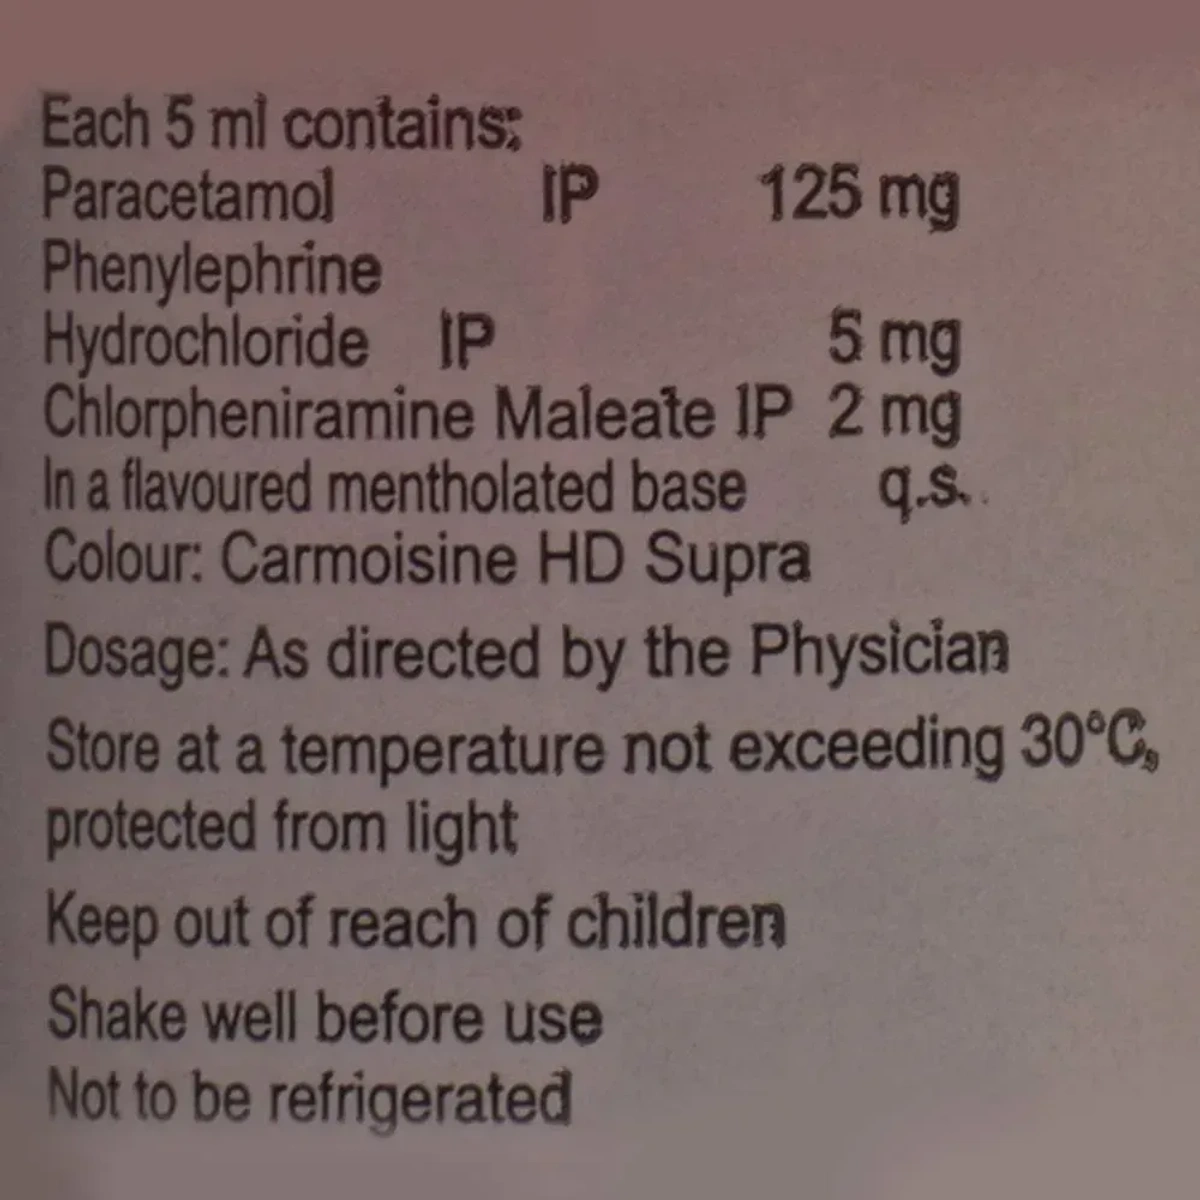 Each 5 ml contains:
Paracetamol IP 125 mg
Phenylephrine
Hydrochloride IP 5 mg
Chlorpheniramine Maleate IP 2 mg
In a flavoured mentholated base q.s.
Colour: Carmoisine HD Supra
Dosage: As directed by the Physician
Store at a temperature not exceeding 30°C,
protected from light
Keep out of reach of children
Shake well before use
Not to be refrigerated